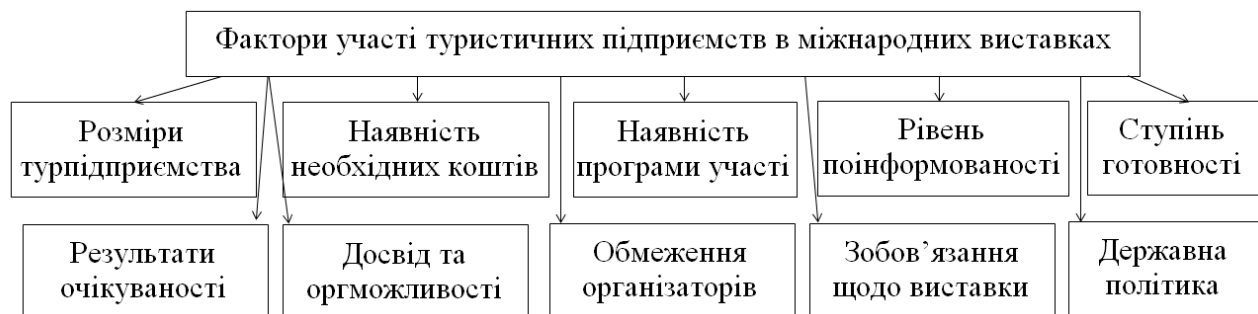 Фактори участі туристичних підприємств в міжнародних виставках
Розміри
турпідприємства
Наявність
необхідних коштів
Наявність
програми участі
Рівень
поінформованості
Ступінь
готовності
Результати
очікуваності
Досвід та
оргможливості
Обмеження
організаторів
Зобов’язання
щодо виставки
Державна
політика